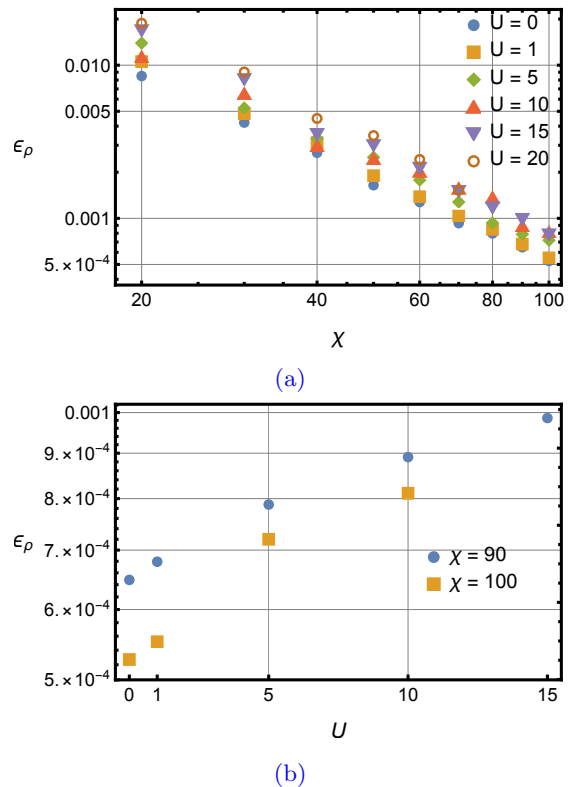 0.010
0.005
0.001
5.×10⁻⁴
ϵρ
20
40
60
80
100
χ
U = 0
U = 1
U = 5
U = 10
U = 15
U = 20
(a)
0.001
9.×10⁻⁴
8.×10⁻⁴
7.×10⁻⁴
6.×10⁻⁴
5.×10⁻⁴
ϵρ
χ = 90
χ = 100
0
1
5
10
15
U
(b)